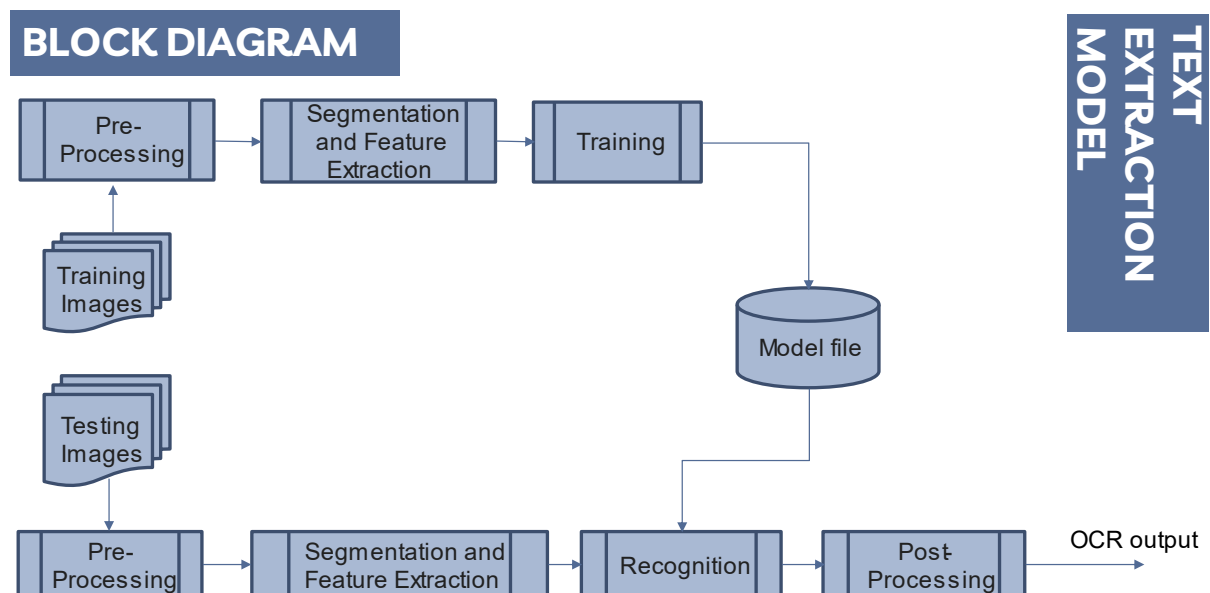 BLOCK DIAGRAM
TEXT
EXTRACTION
MODEL
Pre-
Processing
Segmentation
and Feature
Extraction
Training
Training
Images
Model file
Testing
Images
Pre-
Processing
Segmentation and
Feature Extraction
Recognition
Post-
Processing
OCR output